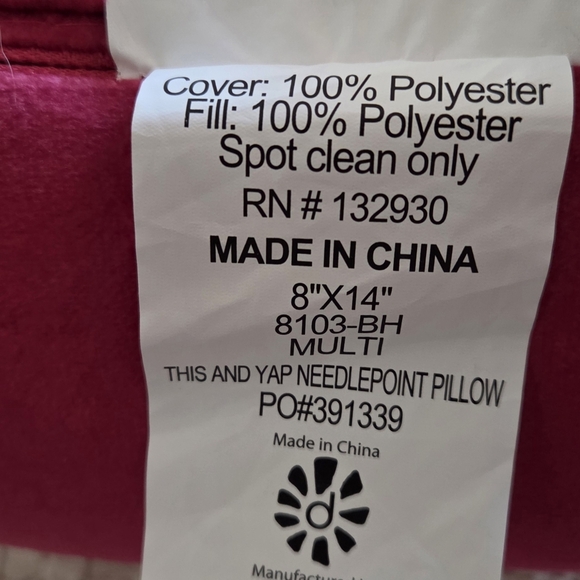 Cover: 100% Polyester
Fill: 100% Polyester
Spot clean only
RN # 132930
MADE IN CHINA
8"X14"
8103-BH
MULTI
THIS AND YAP NEEDLEPOINT PILLOW
PO#391339
Made in China
d